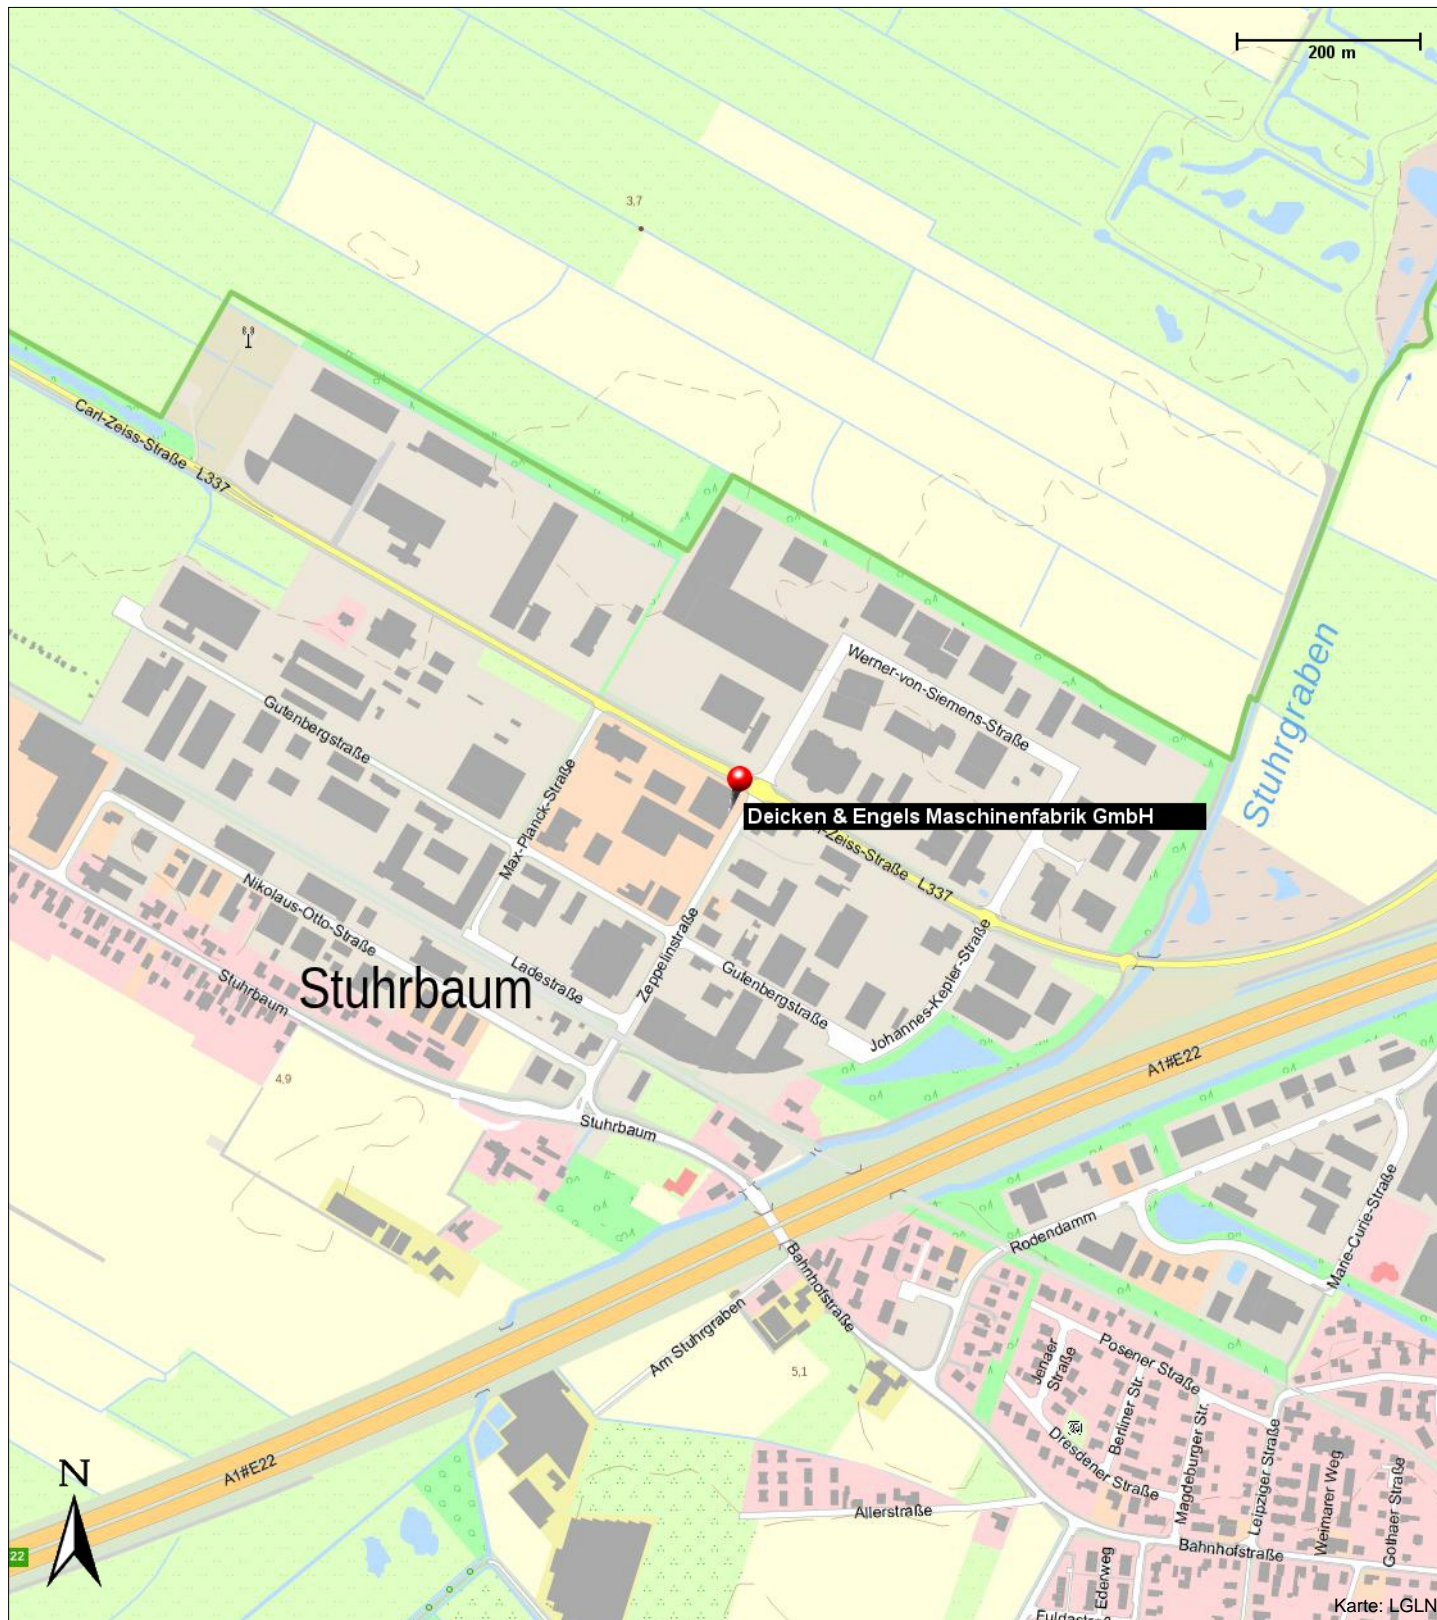 200 m
3,7
Carl-Zeiss-Straße L337
Werner-von-Siemens-Straße
Stuhrgraben
Gutenbergstraße
Max-Planck-Straße
Deicken & Engels Maschinenfabrik GmbH
-Zeiss-Straße L337
Nikolaus-Otto-Straße
Stuhrbaum
Stuhrbaum
Ladestraße
Zeppelinstraße
Gutenbergstraße
Johannes-Kepler-Straße
A1#E22
4,9
Stuhrbaum
Rodendamm
Marie-Curie-Straße
Bahnhofstraße
Am Stuhrgraben
5,1
Jenaer
Straße
Posener Straße
Berliner Str.
Magdeburger Str.
Dresdener Straße
Leipziger Straße
Weimarer Weg
Gothaer Straße
A1#E22
N
22
Allerstraße
Bahnhofstraße
Ederweg
Karte: LGLN